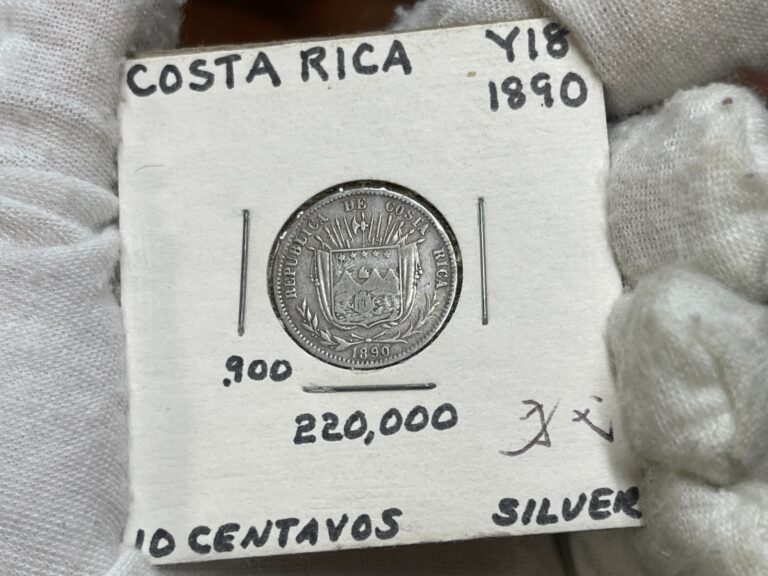 COSTA RICA Y18
1890
REPUBLICA DE COSTA RICA
1890
.900
220,000
10 CENTAVOS SILVER